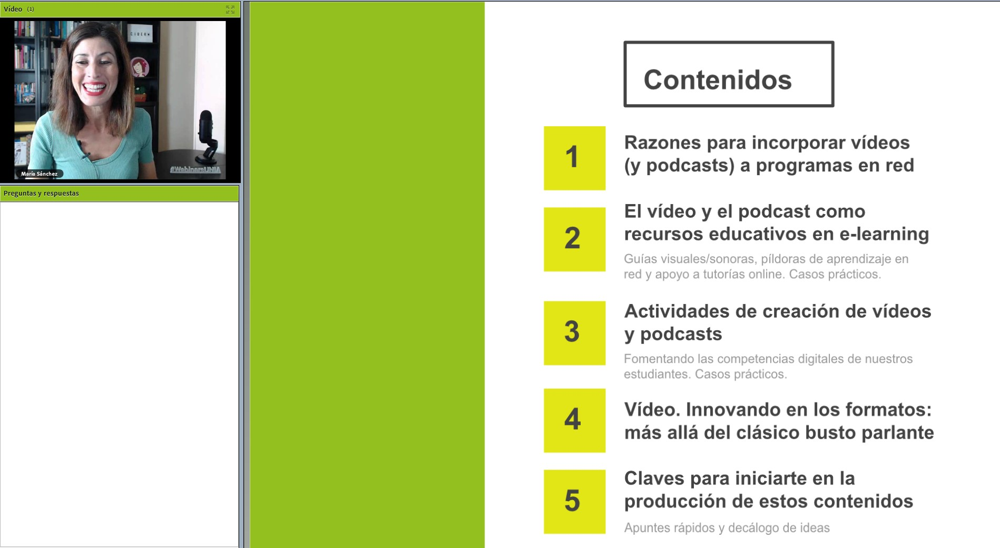 Vídeo (1)
CIBER
María Sánchez
#WebinarsUNIA
Preguntas y respuestas
Contenidos
1
Razones para incorporar vídeos
(y podcasts) a programas en red
2
El vídeo y el podcast como
recursos educativos en e-learning
Guías visuales/sonoras, píldoras de aprendizaje en
red y apoyo a tutorías online. Casos prácticos.
3
Actividades de creación de vídeos
y podcasts
Fomentando las competencias digitales de nuestros
estudiantes. Casos prácticos.
4
Vídeo. Innovando en los formatos:
más allá del clásico busto parlante
5
Claves para iniciarte en la
producción de estos contenidos
Apuntes rápidos y decálogo de ideas